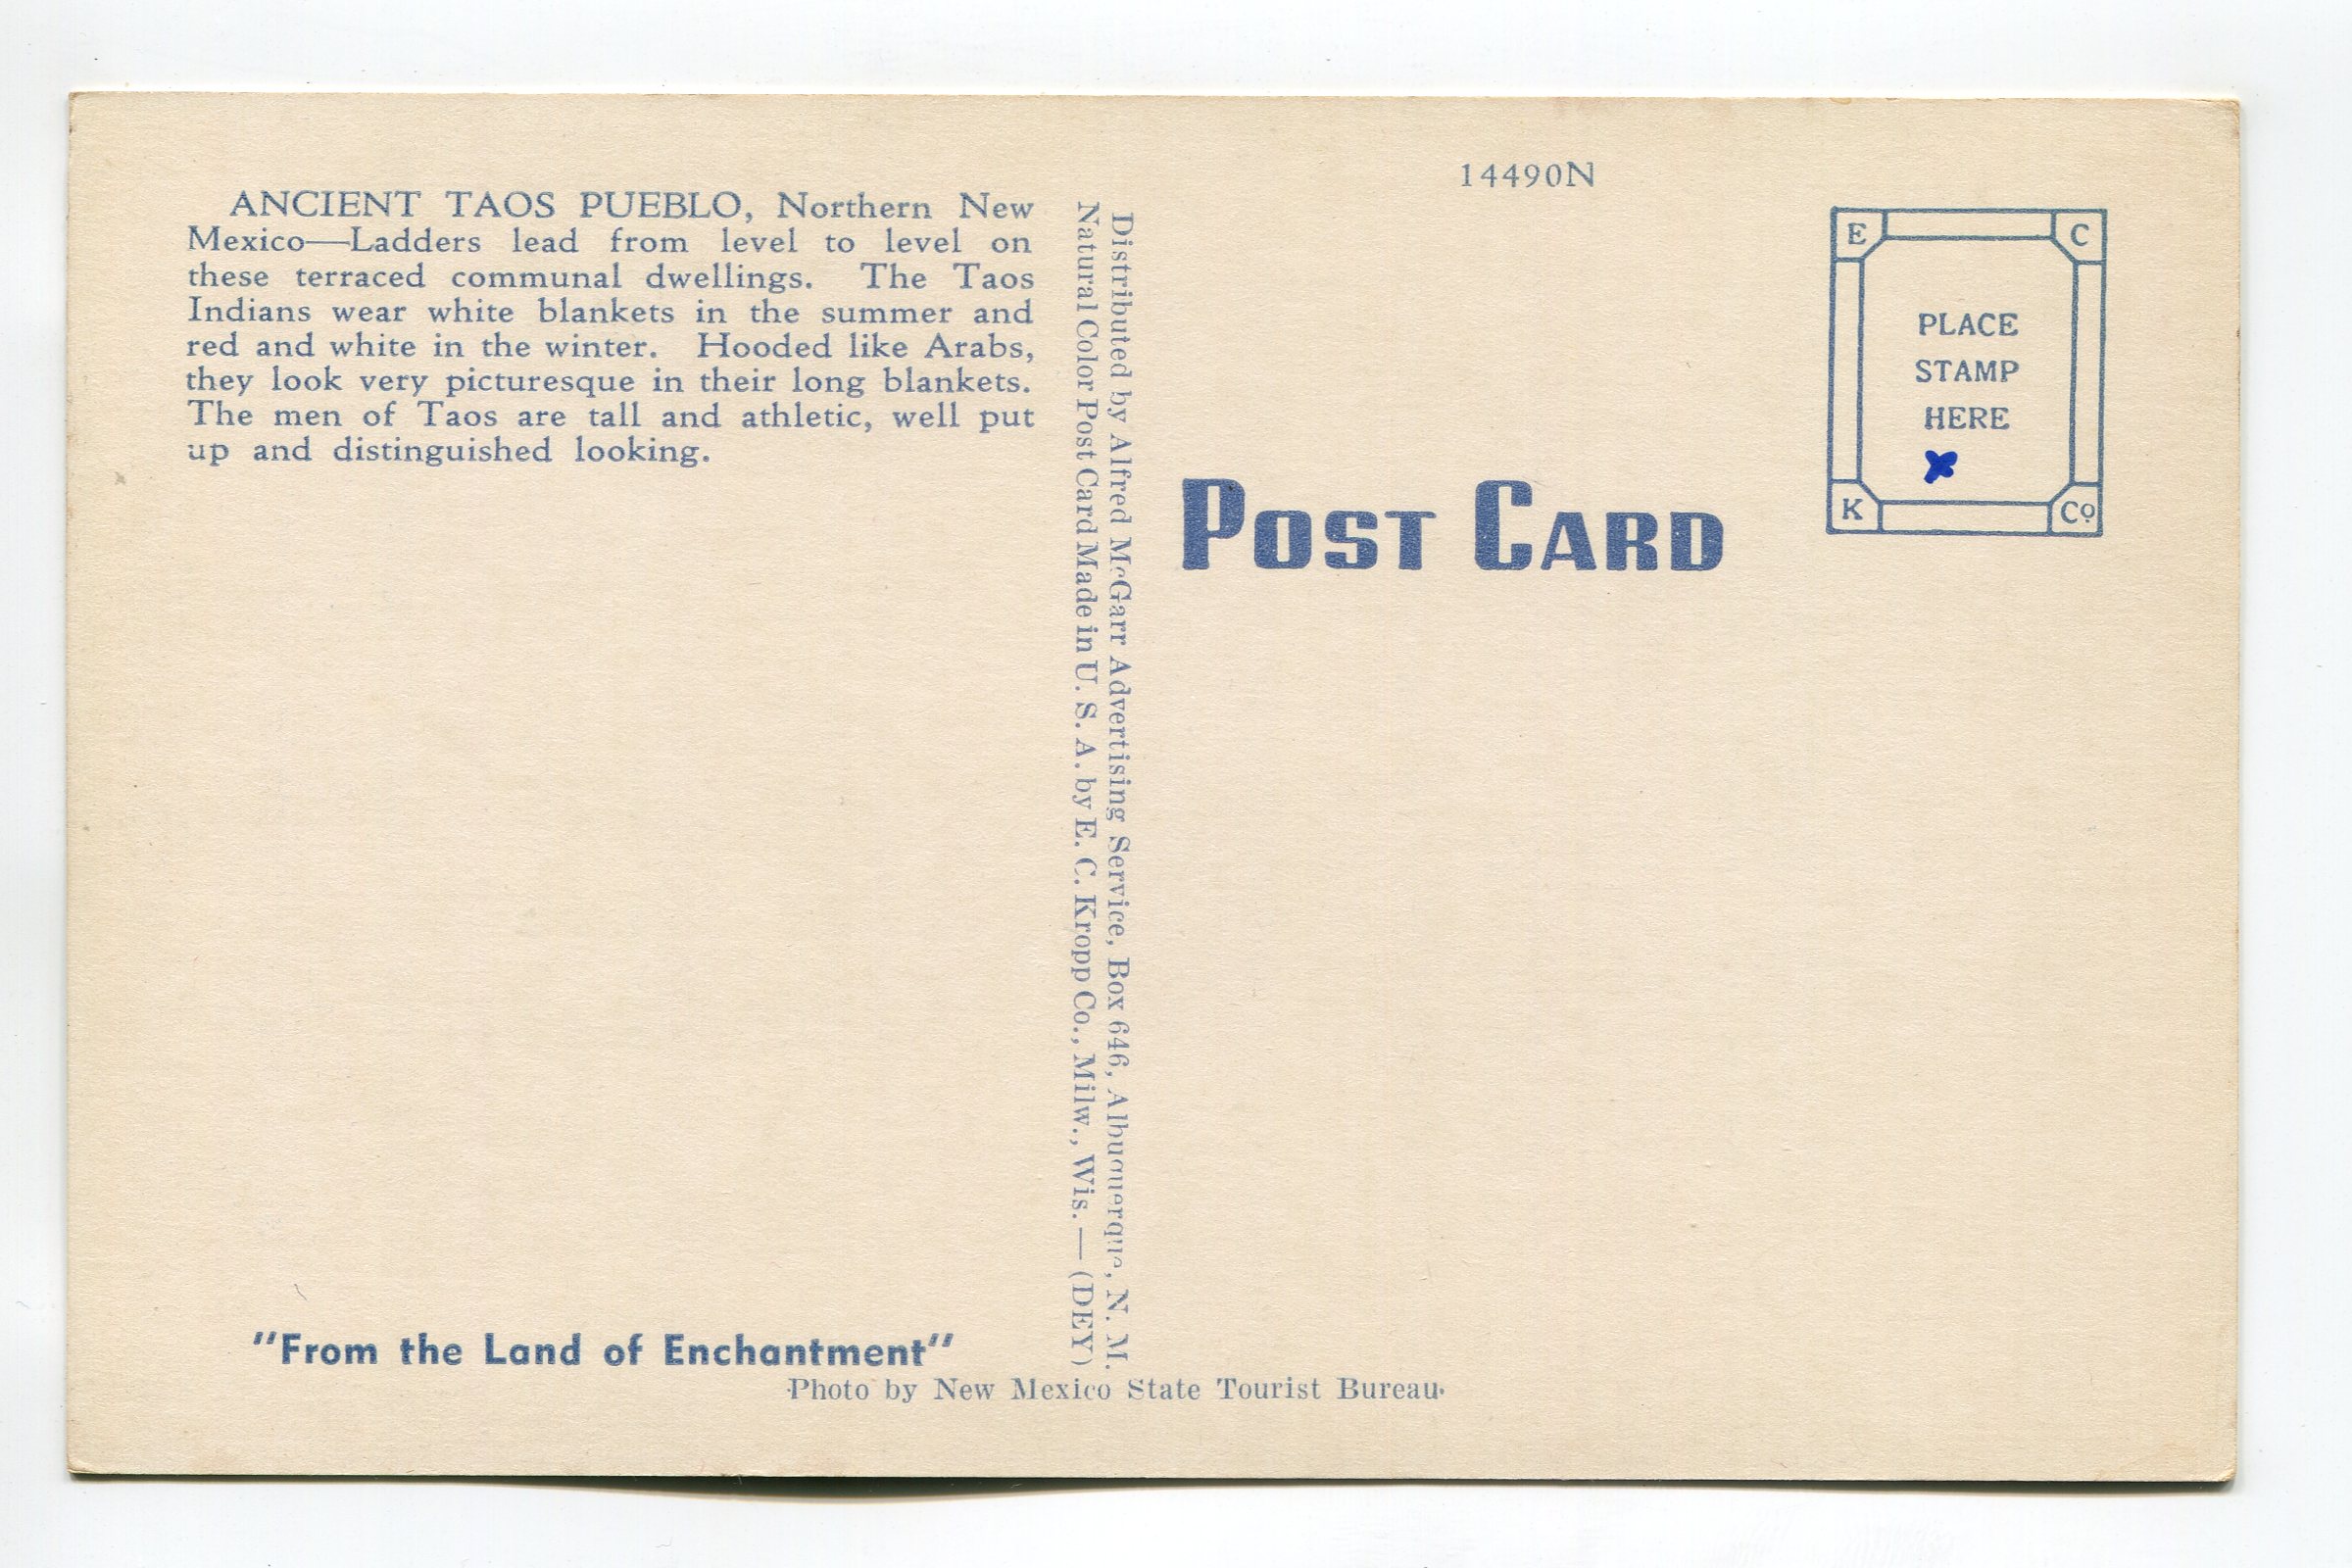 ANCIENT TAOS PUEBLO, Northern New
Mexico—Ladders lead from level to level on
these terraced communal dwellings. The Taos
Indians wear white blankets in the summer and
red and white in the winter. Hooded like Arabs,
they look very picturesque in their long blankets.
The men of Taos are tall and athletic, well put
up and distinguished looking.
"From the Land of Enchantment"
Distributed by Alfred McGarr Advertising Service, Box 646, Albuquerque, N. M.
Natural Color Post Card Made in U. S. A. by E. C. Kropp Co., Milw., Wis.—(DEY)
Photo by New Mexico State Tourist Bureau
14490N
POST CARD
E C
PLACE
STAMP
HERE
K Co